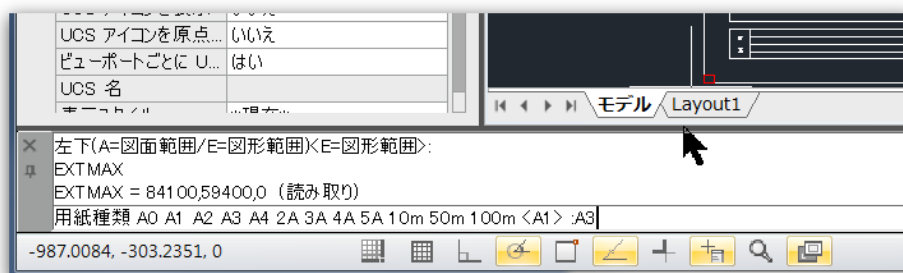 UCS アイコンを原点... いいえ
ビューポートごとに U... はい
UCS 名
モデル Layout1
左下(A=図面範囲/E=図形範囲)<E=図形範囲>:
EXTMAX
EXTMAX = 84100,59400,0 (読み取り)
用紙種類 A0 A1 A2 A3 A4 2A 3A 4A 5A 10m 50m 100m <A1> :A3
-987.0084, -303.2351, 0